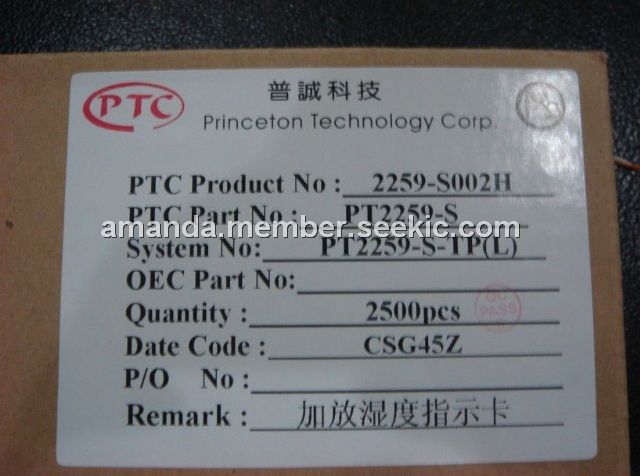 PTC
普誠科技
Princeton Technology Corp.
PTC Product No : 2259-S002H
PTC Part No : PT2259-S
amanda.member.seekic.com
System No: PT2259-S-TP(L)
OEC Part No:
Quantity : 2500pcs
QC
PASS
Date Code : CSG45Z
P/O No :
Remark : 加放湿度指示卡